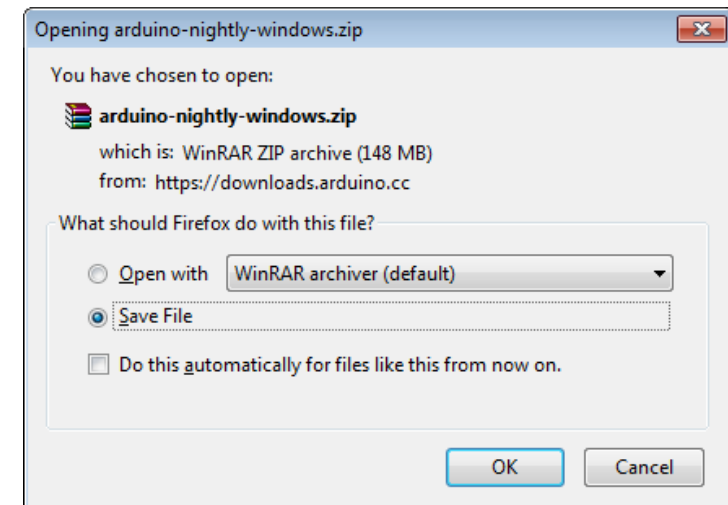 Opening arduino-nightly-windows.zip
You have chosen to open:
arduino-nightly-windows.zip
which is: WinRAR ZIP archive (148 MB)
from: https://downloads.arduino.cc
What should Firefox do with this file?
Open with WinRAR archiver (default)
Save File
Do this automatically for files like this from now on.
OK Cancel